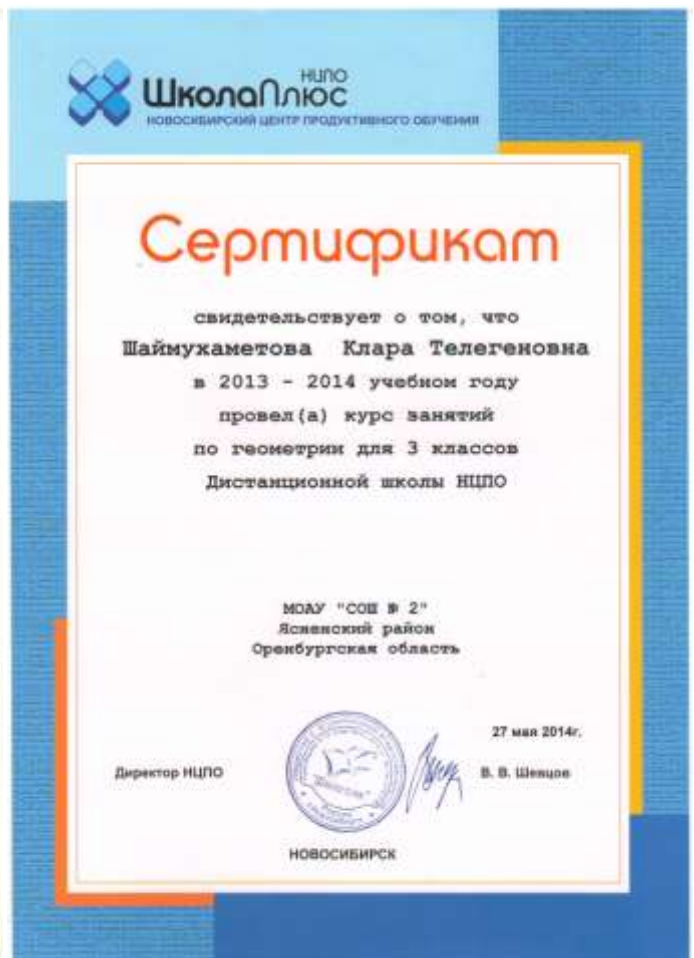 НЦПО
ШколаПлюс
НОВОСИБИРСКИЙ ЦЕНТР ПРОДУКТИВНОГО ОБУЧЕНИЯ
Сертификат
свидетельствует о том, что
Шаймухаметова Клара Телегеновна
в 2013 - 2014 учебном году
провел(а) курс занятий
по геометрии для 3 классов
Дистанционной школы НЦПО
МОАУ "СОШ № 2"
Ясненский район
Оренбургская область
27 мая 2014г.
Директор НЦПО
В. В. Шевцов
НОВОСИБИРСК